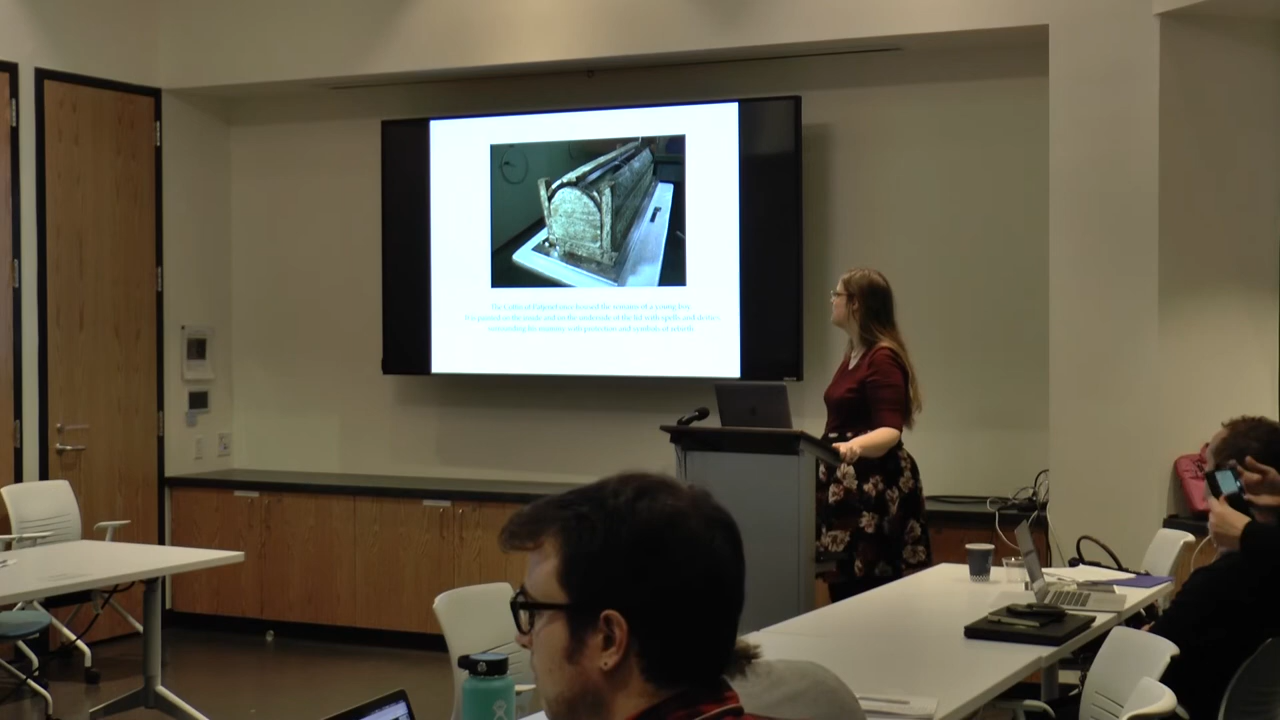 The Coffin of once housed the remains of a young boy.
It is painted on the inside and on the underside of the lid with spells and deities
surrounding his mummy with protection and symbols of rebirth.